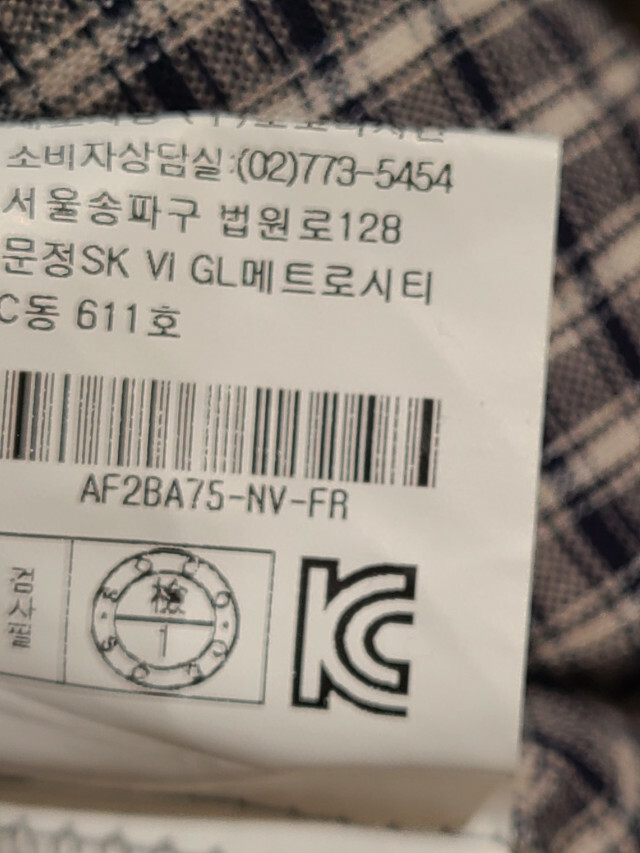 소비자상담실:(02)773-5454
서울송파구 법원로128
문정SK Vi GL메트로시티
C동 611호
AF2BA75-NV-FR
검사필
檢
1
KC